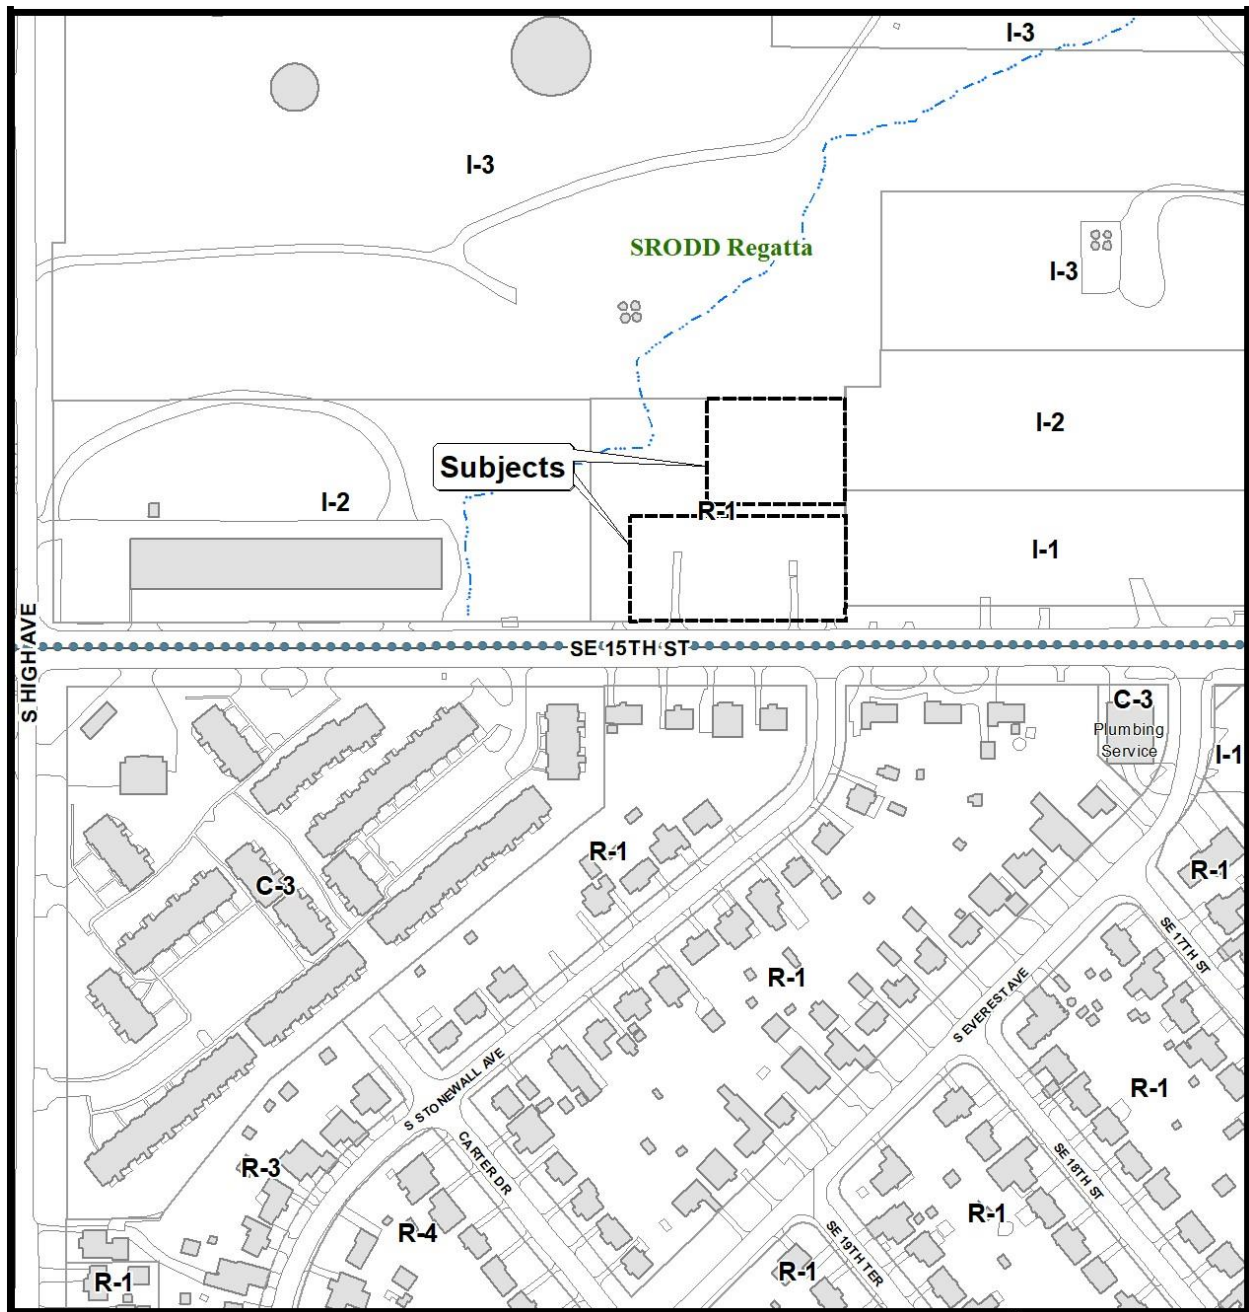 I-3
I-3
SRODD Regatta
I-3
I-2
Subjects
I-2
R-1
I-1
S HIGH AVE
SE 15TH ST
C-3
Plumbing
Service
I-1
R-1
R-1
C-3
SE 17TH ST
R-1
S EVEREST AVE
S STONEWALL AVE
R-1
CARTER DR
SE 18TH ST
R-3
R-1
R-4
SE 19TH TER
R-1
R-1